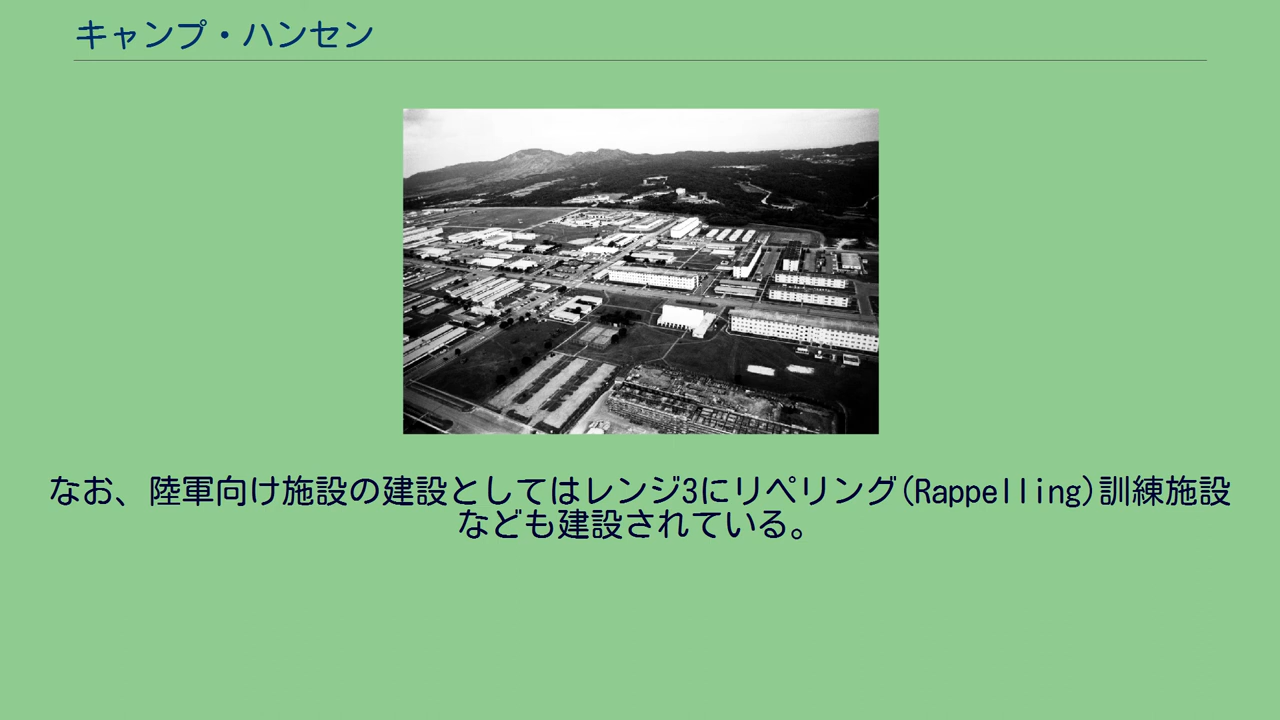 キャンプ・ハンセン
なお、陸軍向け施設の建設としてはレンジ3にリペリング(Rappelling)訓練施設
なども建設されている。